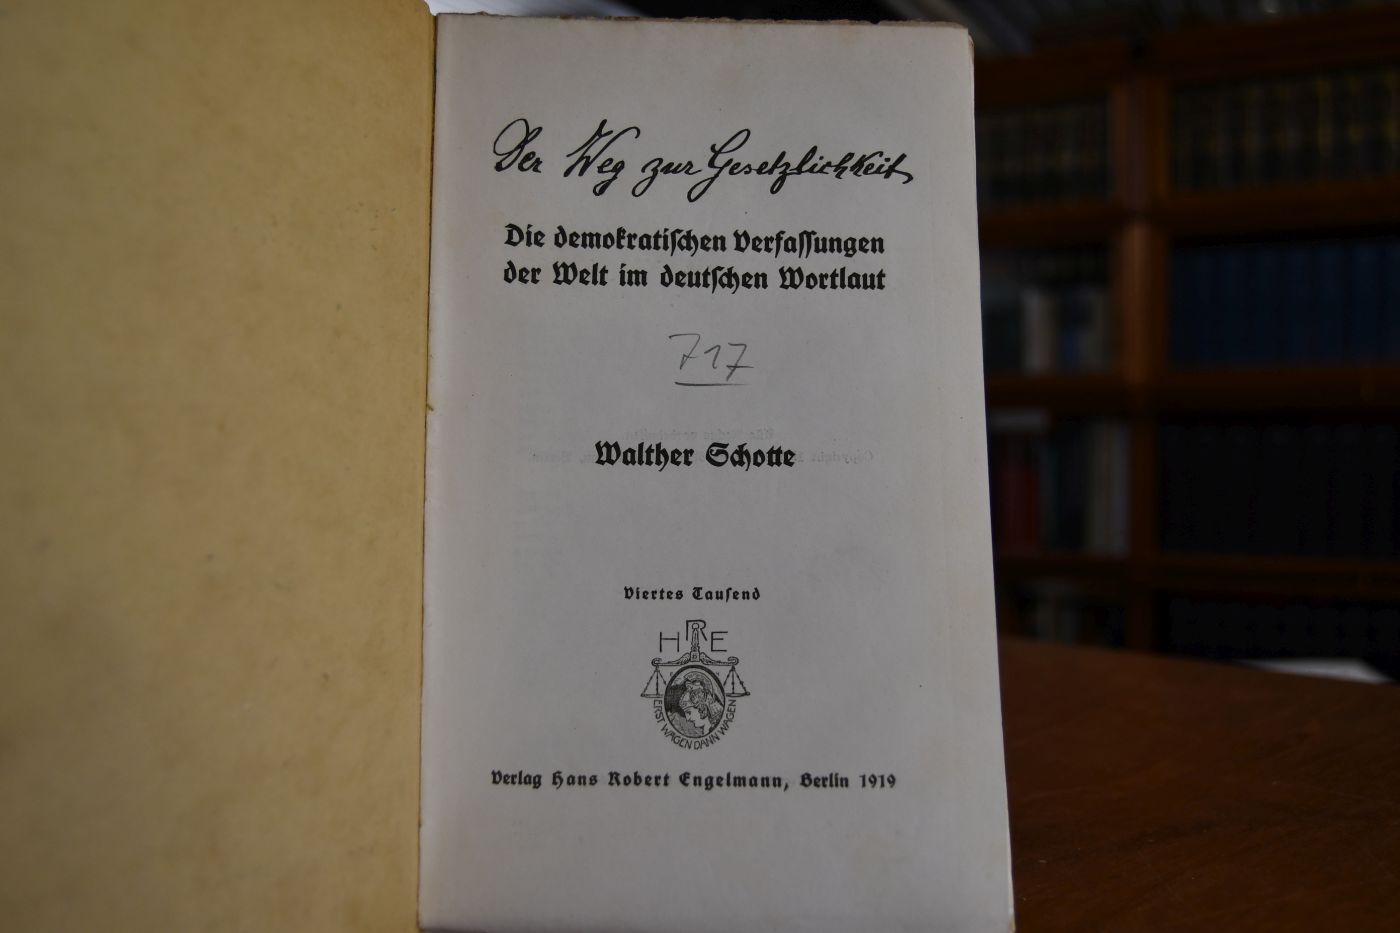 Der Weg zur Gesetzlichkeit
Die demokratiſchen Verfaſſungen
der Welt im deutſchen Wortlaut
717
Walther Schotte
Viertes Tauſend
HRE
ERST WÄGEN DANN WAGEN
Verlag Hans Robert Engelmann, Berlin 1919